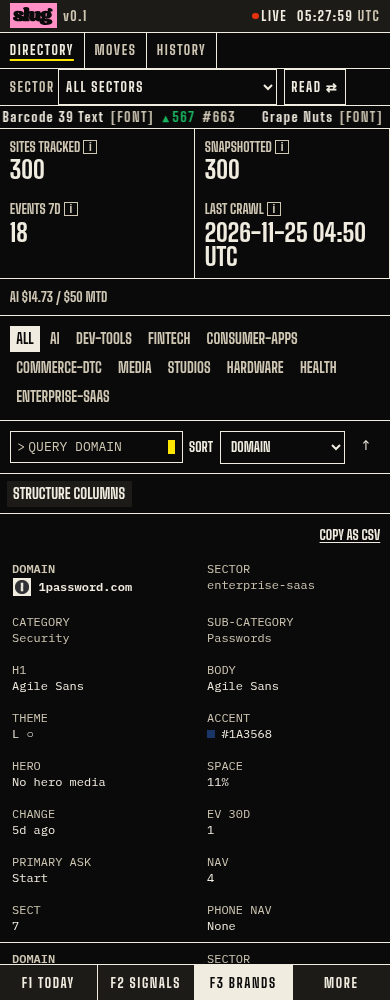 slug v0.1 LIVE 05:27:59 UTC
DIRECTORY MOVES HISTORY
SECTOR ALL SECTORS READ ⇄
Barcode 39 Text [FONT] ▲567 #663 Grape Nuts [FONT]
SITES TRACKED i SNAPSHOTTED i
300 300
EVENTS 7D i LAST CRAWL i
18 2026-11-25 04:50
UTC
AI $14.73 / $50 MTD
ALL AI DEV-TOOLS FINTECH CONSUMER-APPS
COMMERCE-DTC MEDIA STUDIOS HARDWARE HEALTH
ENTERPRISE-SAAS
> QUERY DOMAIN SORT DOMAIN ↑
STRUCTURE COLUMNS
COPY AS CSV
DOMAIN SECTOR
1password.com enterprise-saas
CATEGORY SUB-CATEGORY
Security Passwords
H1 BODY
Agile Sans Agile Sans
THEME ACCENT
L ○ #1A3568
HERO SPACE
No hero media 11%
CHANGE EV 30D
5d ago 1
PRIMARY ASK NAV
Start 4
SECT PHONE NAV
7 None
DOMAIN SECTOR
F1 TODAY F2 SIGNALS F3 BRANDS MORE